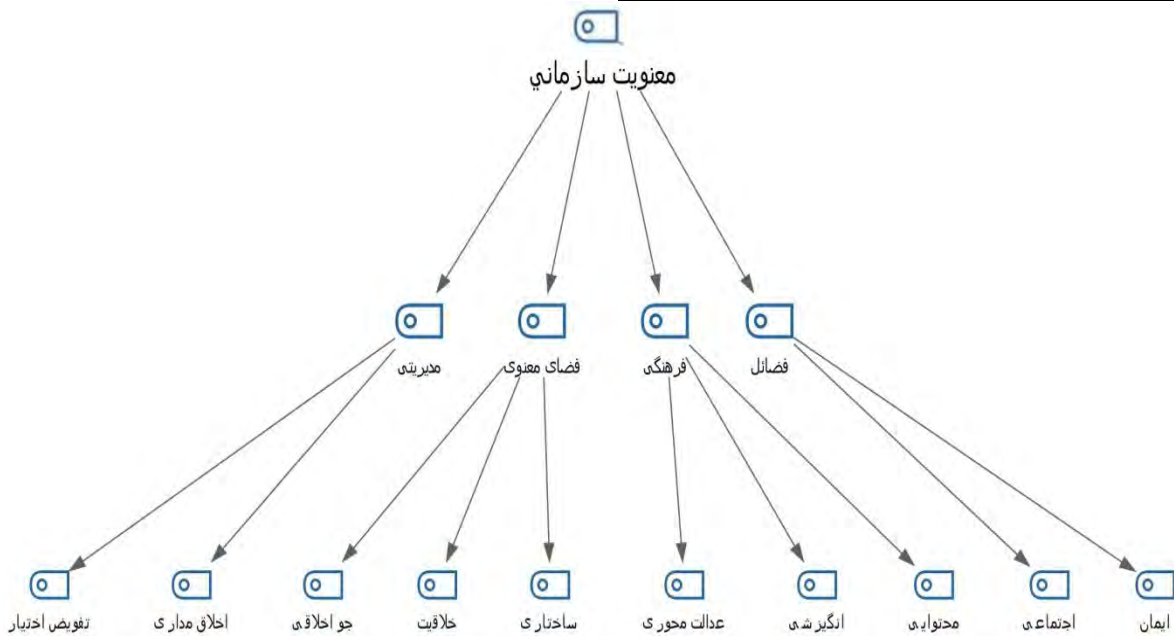 معنویت سازماني
فضائل
فرهنگی
فضای معنوی
مدیریتی
ایمان
اجتماعی
محتوایی
انگیزشی
عدالت محوری
ساختاری
خلاقیت
جو اخلاقی
اخلاق مداری
تفویض اختیار